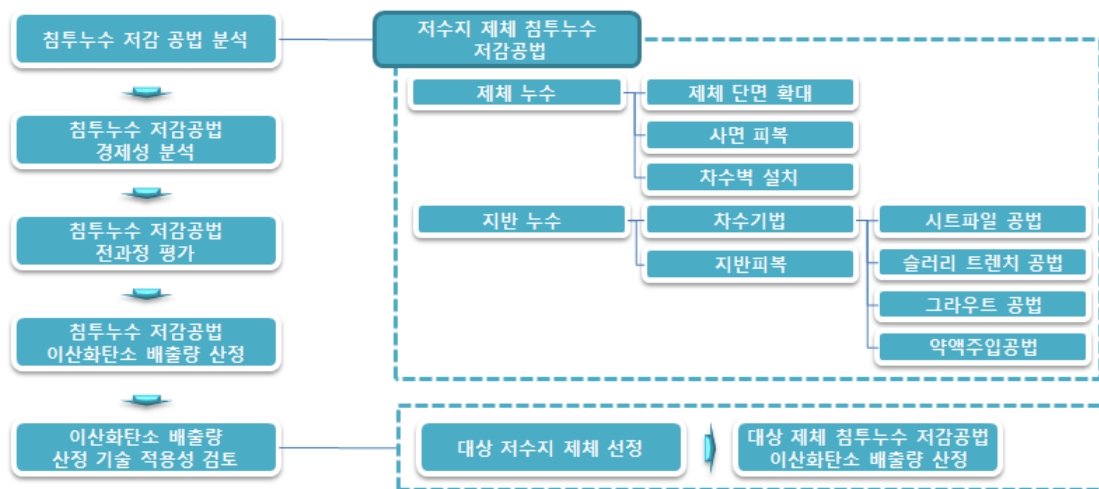 침투누수 저감 공법 분석
저수지 제체 침투누수
저감공법
제체 누수
제체 단면 확대
사면 피복
차수벽 설치
지반 누수
차수기법
지반피복
시트파일 공법
슬러리 트렌치 공법
그라우트 공법
약액주입공법
침투누수 저감공법
경제성 분석
침투누수 저감공법
전과정 평가
침투누수 저감공법
이산화탄소 배출량 산정
이산화탄소 배출량
산정 기술 적용성 검토
대상 저수지 제체 선정
대상 제체 침투누수 저감공법
이산화탄소 배출량 산정